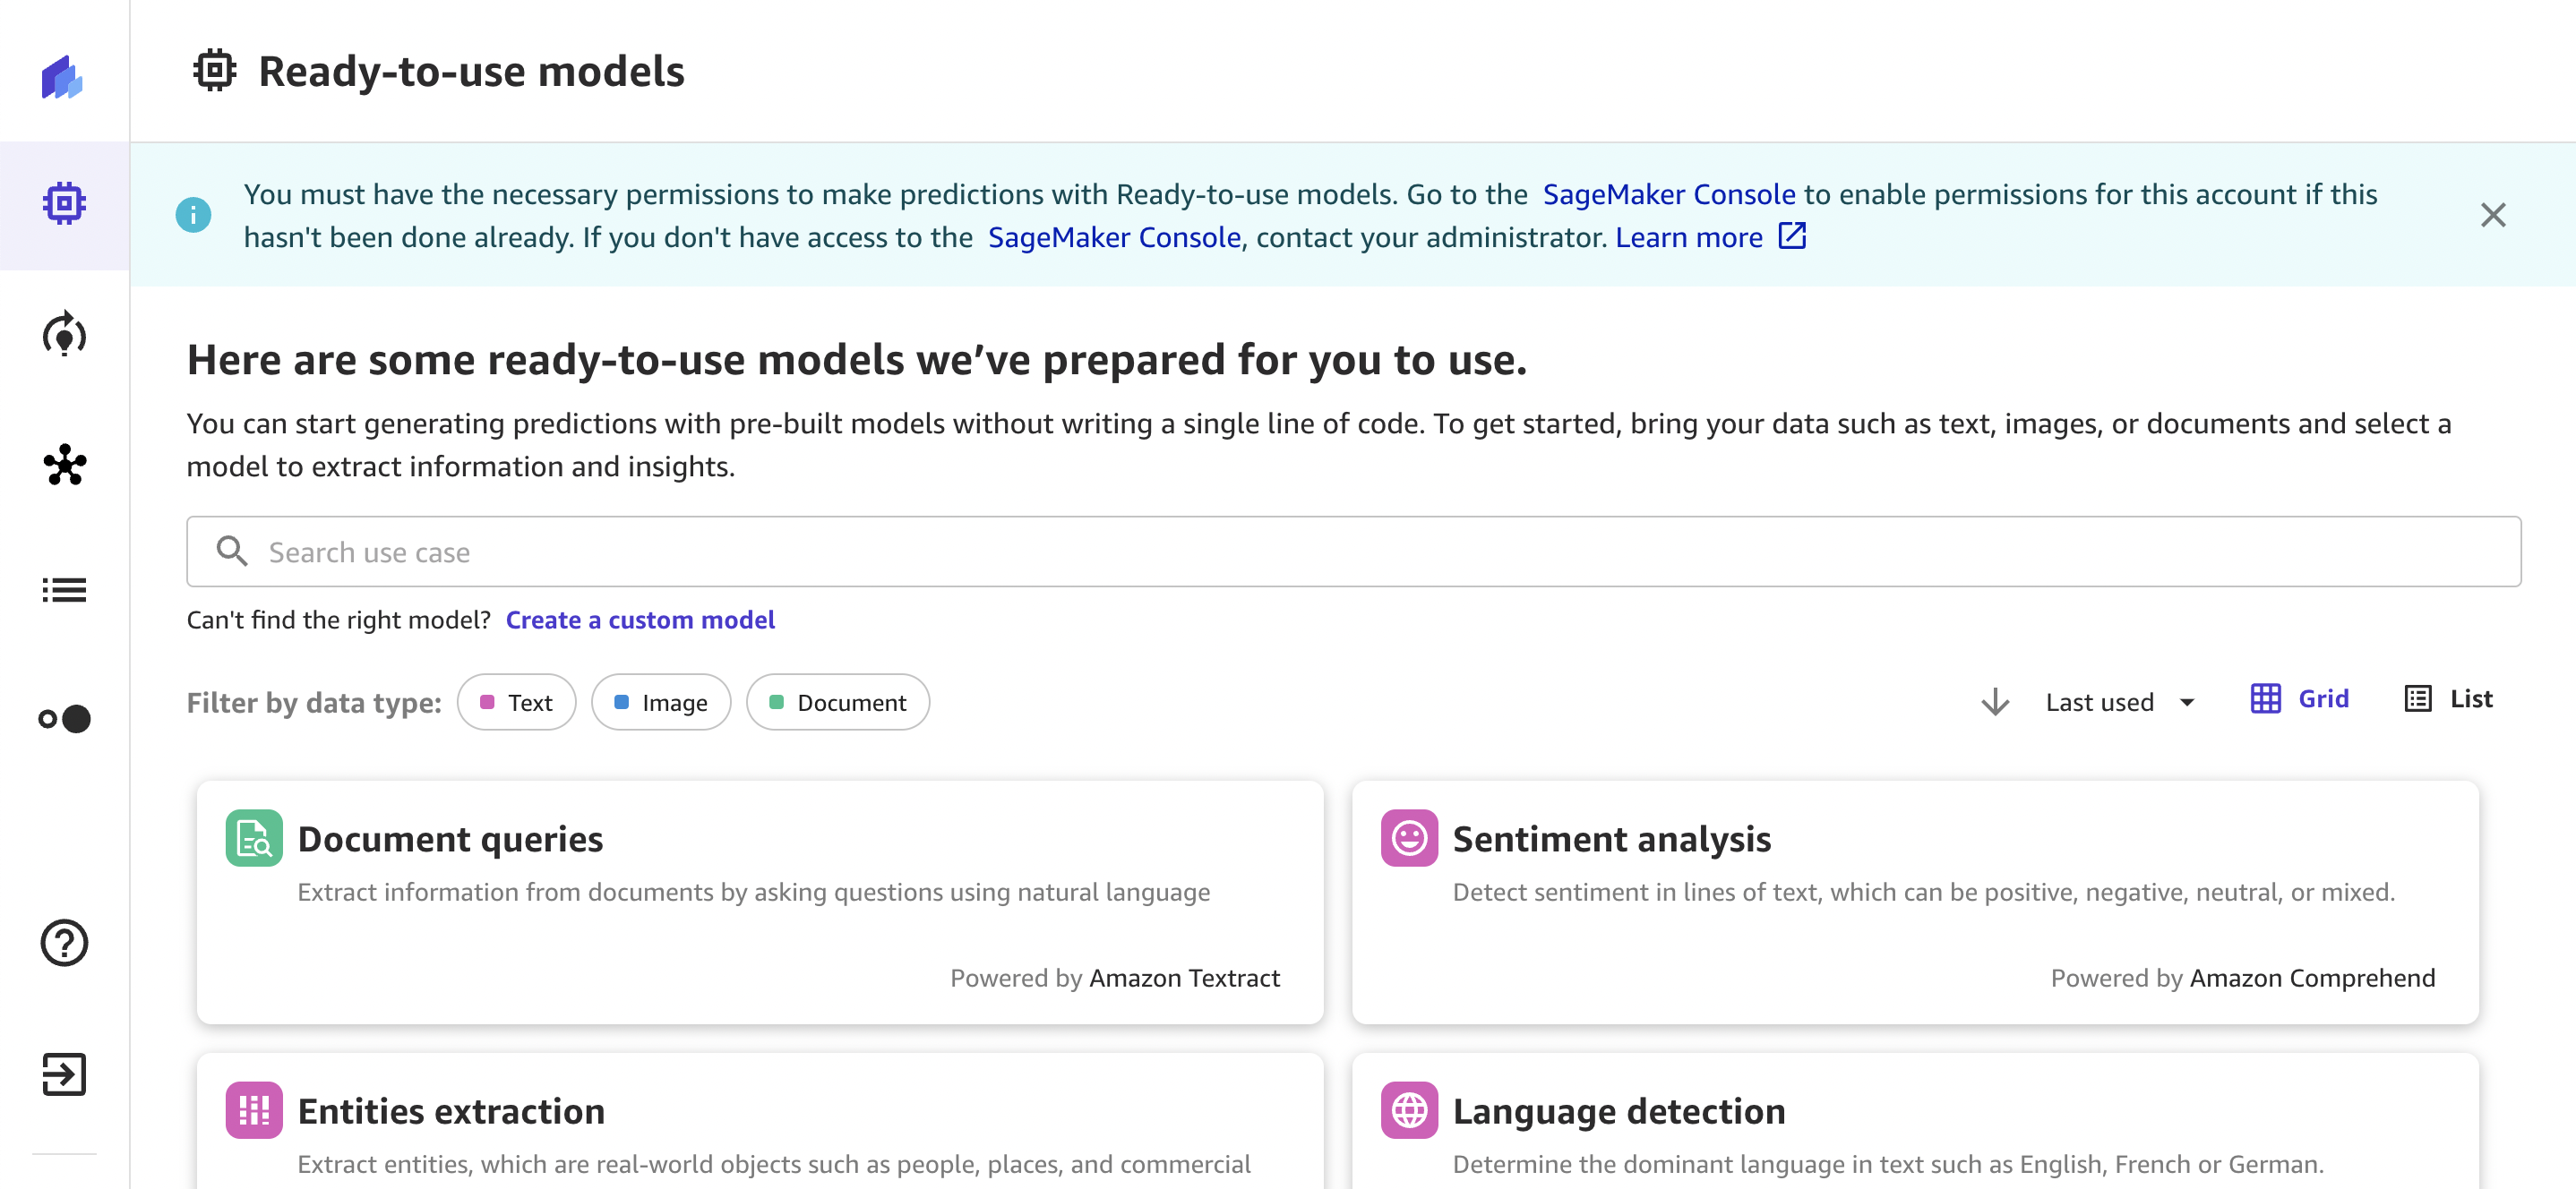 Ready-to-use models
You must have the necessary permissions to make predictions with Ready-to-use models. Go to the SageMaker Console to enable permissions for this account if this
hasn't been done already. If you don't have access to the SageMaker Console, contact your administrator. Learn more
Here are some ready-to-use models we’ve prepared for you to use.
You can start generating predictions with pre-built models without writing a single line of code. To get started, bring your data such as text, images, or documents and select a
model to extract information and insights.
Search use case
Can't find the right model? Create a custom model
Filter by data type: Text Image Document Last used Grid List
Document queries
Extract information from documents by asking questions using natural language
Powered by Amazon Textract
Sentiment analysis
Detect sentiment in lines of text, which can be positive, negative, neutral, or mixed.
Powered by Amazon Comprehend
Entities extraction
Extract entities, which are real-world objects such as people, places, and commercial
Language detection
Determine the dominant language in text such as English, French or German.